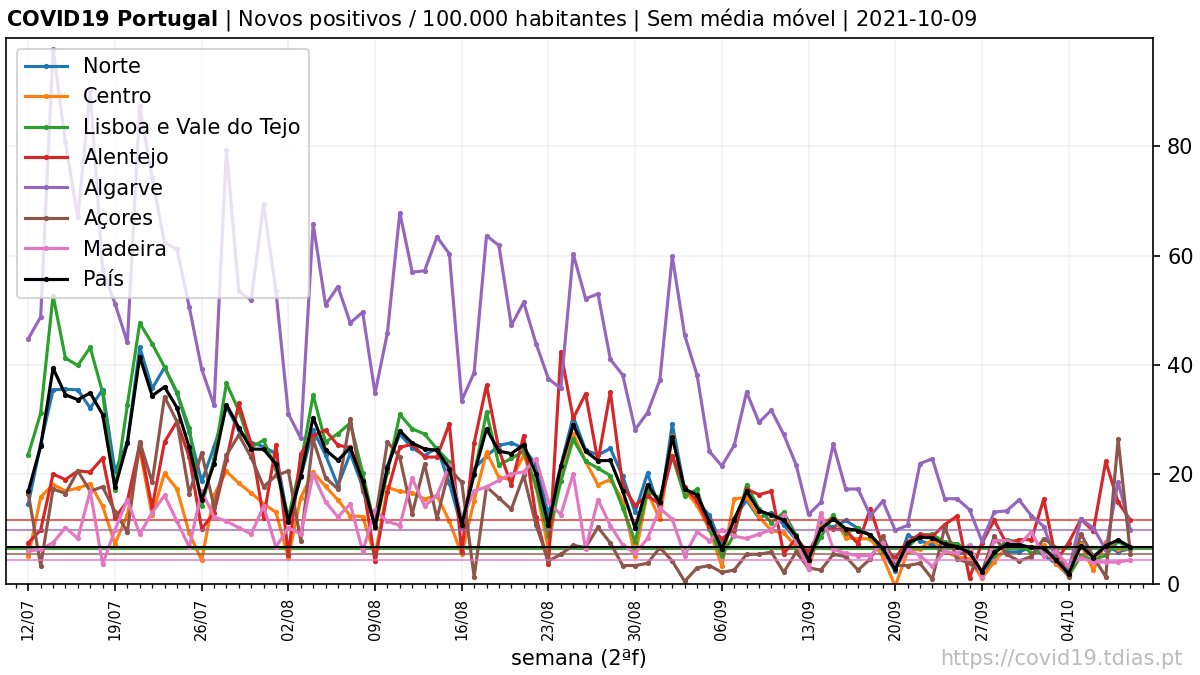 COVID19 Portugal | Novos positivos / 100.000 habitantes | Sem média móvel | 2021-10-09
Norte
Centro
Lisboa e Vale do Tejo
Alentejo
Algarve
Açores
Madeira
País
80
60
40
20
0
12/07 19/07 26/07 02/08 09/08 16/08 23/08 30/08 06/09 13/09 20/09 27/09 04/10
semana (2ªf)
https://covid19.tdias.pt